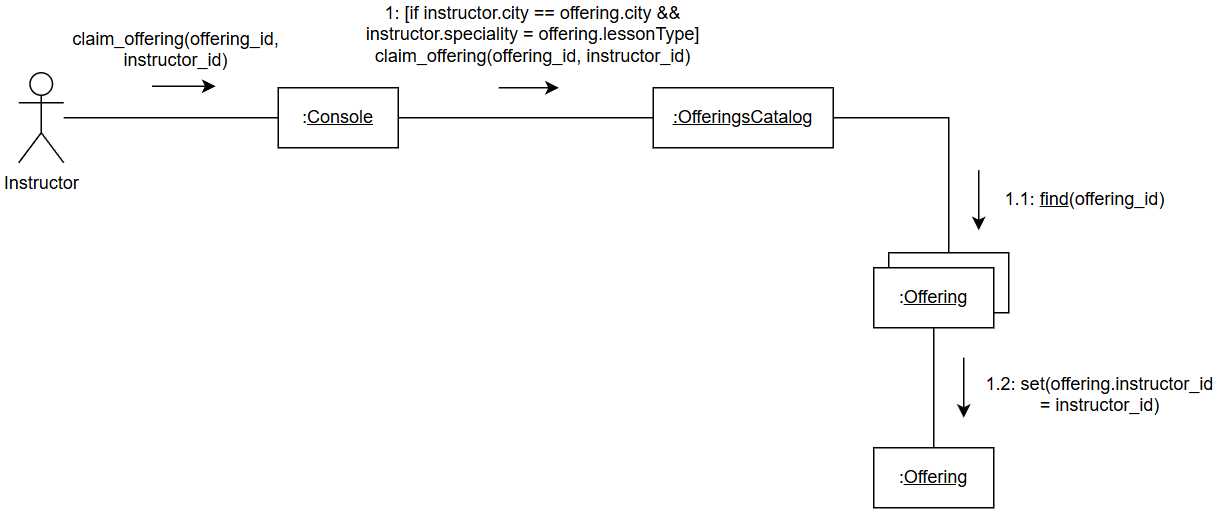 1: [if instructor.city == offering.city &&
instructor.speciality = offering.lessonType]
claim_offering(offering_id, instructor_id)
claim_offering(offering_id,
instructor_id)
:Console
:OfferingsCatalog
Instructor
1.1: find(offering_id)
:Offering
1.2: set(offering.instructor_id
= instructor_id)
:Offering